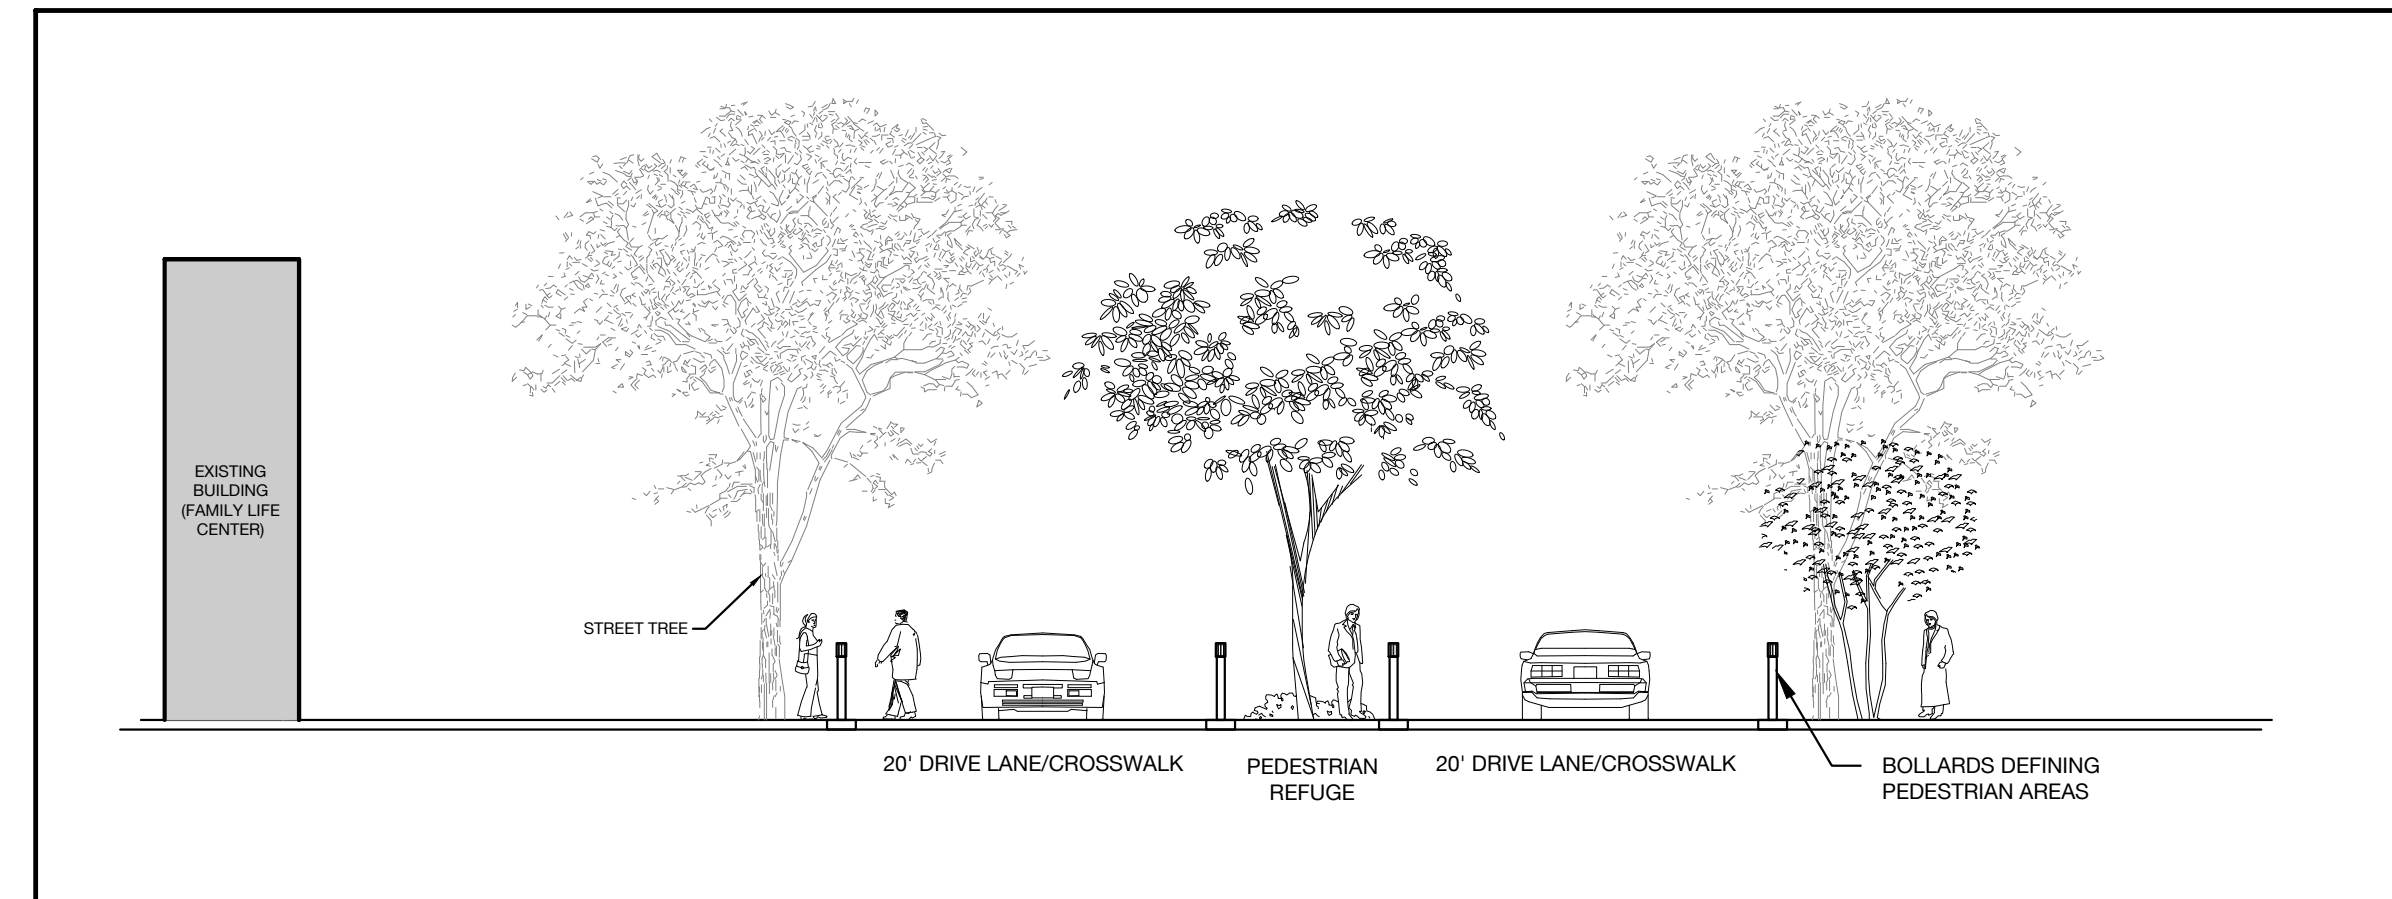 EXISTING
BUILDING
(FAMILY LIFE
CENTER)
STREET TREE
20' DRIVE LANE/CROSSWALK
PEDESTRIAN
REFUGE
20' DRIVE LANE/CROSSWALK
BOLLARDS DEFINING
PEDESTRIAN AREAS